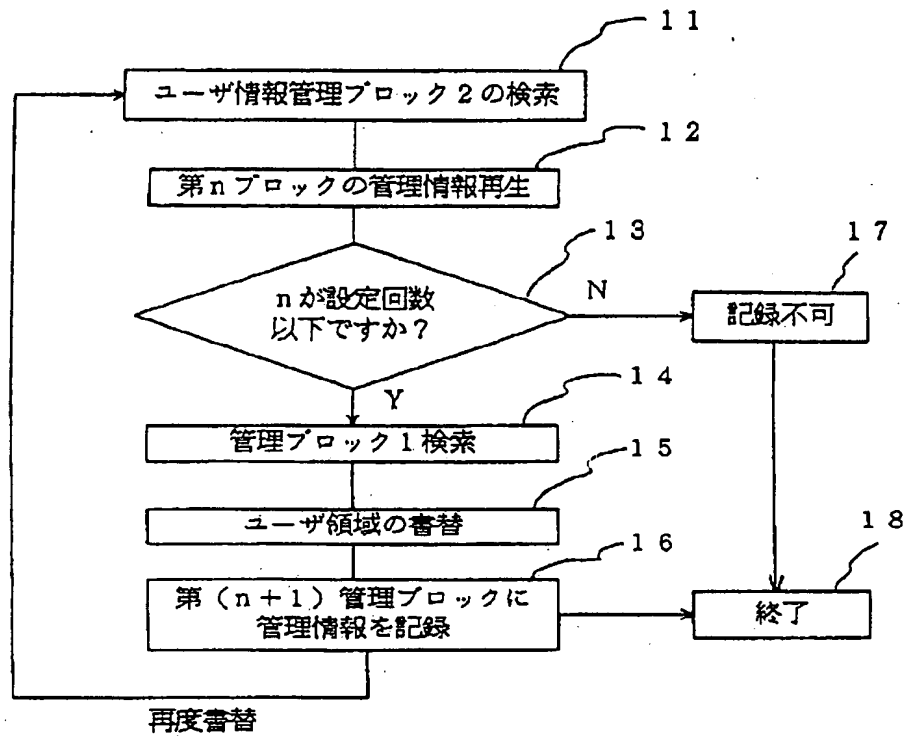 11
ユーザ情報管理ブロック2の検索
12
第nブロックの管理情報再生
13
nが設定回数
以下ですか?
N
17
記録不可
Y
14
管理ブロック1検索
15
ユーザ領域の書替
16
第(n+1)管理ブロックに
管理情報を記録
18
終了
再度書替